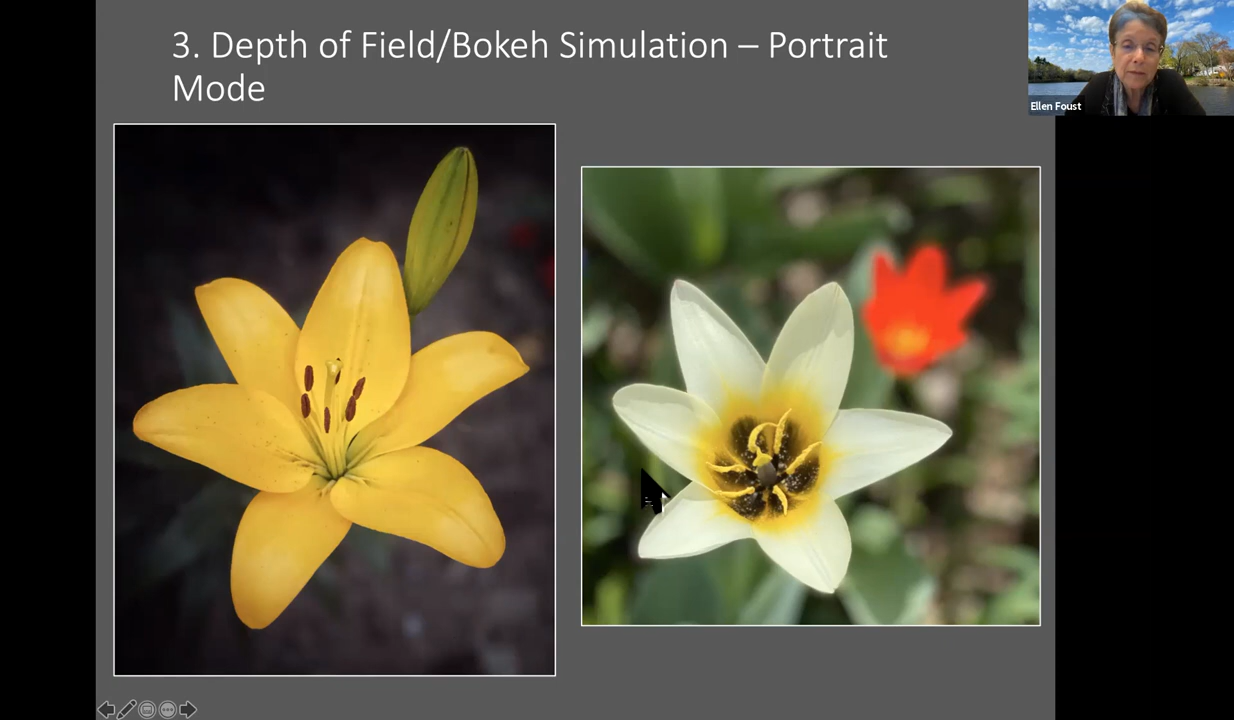 3. Depth of Field/Bokeh Simulation – Portrait
Mode
Ellen Foust